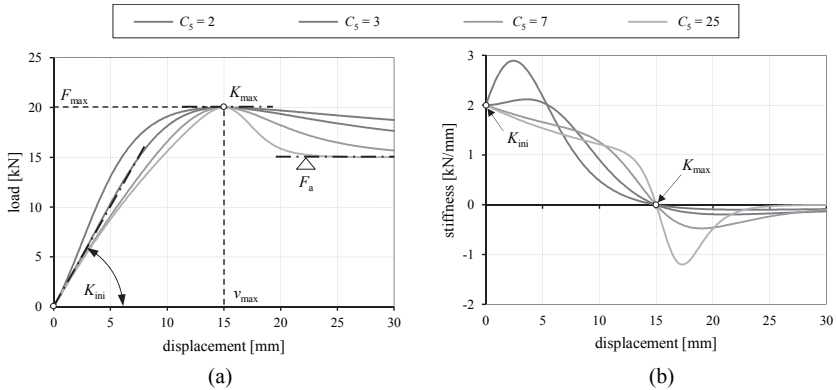 C5 = 2 C5 = 3 C5 = 7 C5 = 25
25
20
15
10
5
0
0 5 10 15 20 25 30
load [kN]
displacement [mm]
Fmax
Kmax
Fa
Kini
vmax
(a)
3
2
1
0
-1
-2
0 5 10 15 20 25 30
stiffness [kN/mm]
displacement [mm]
Kini
Kmax
(b)